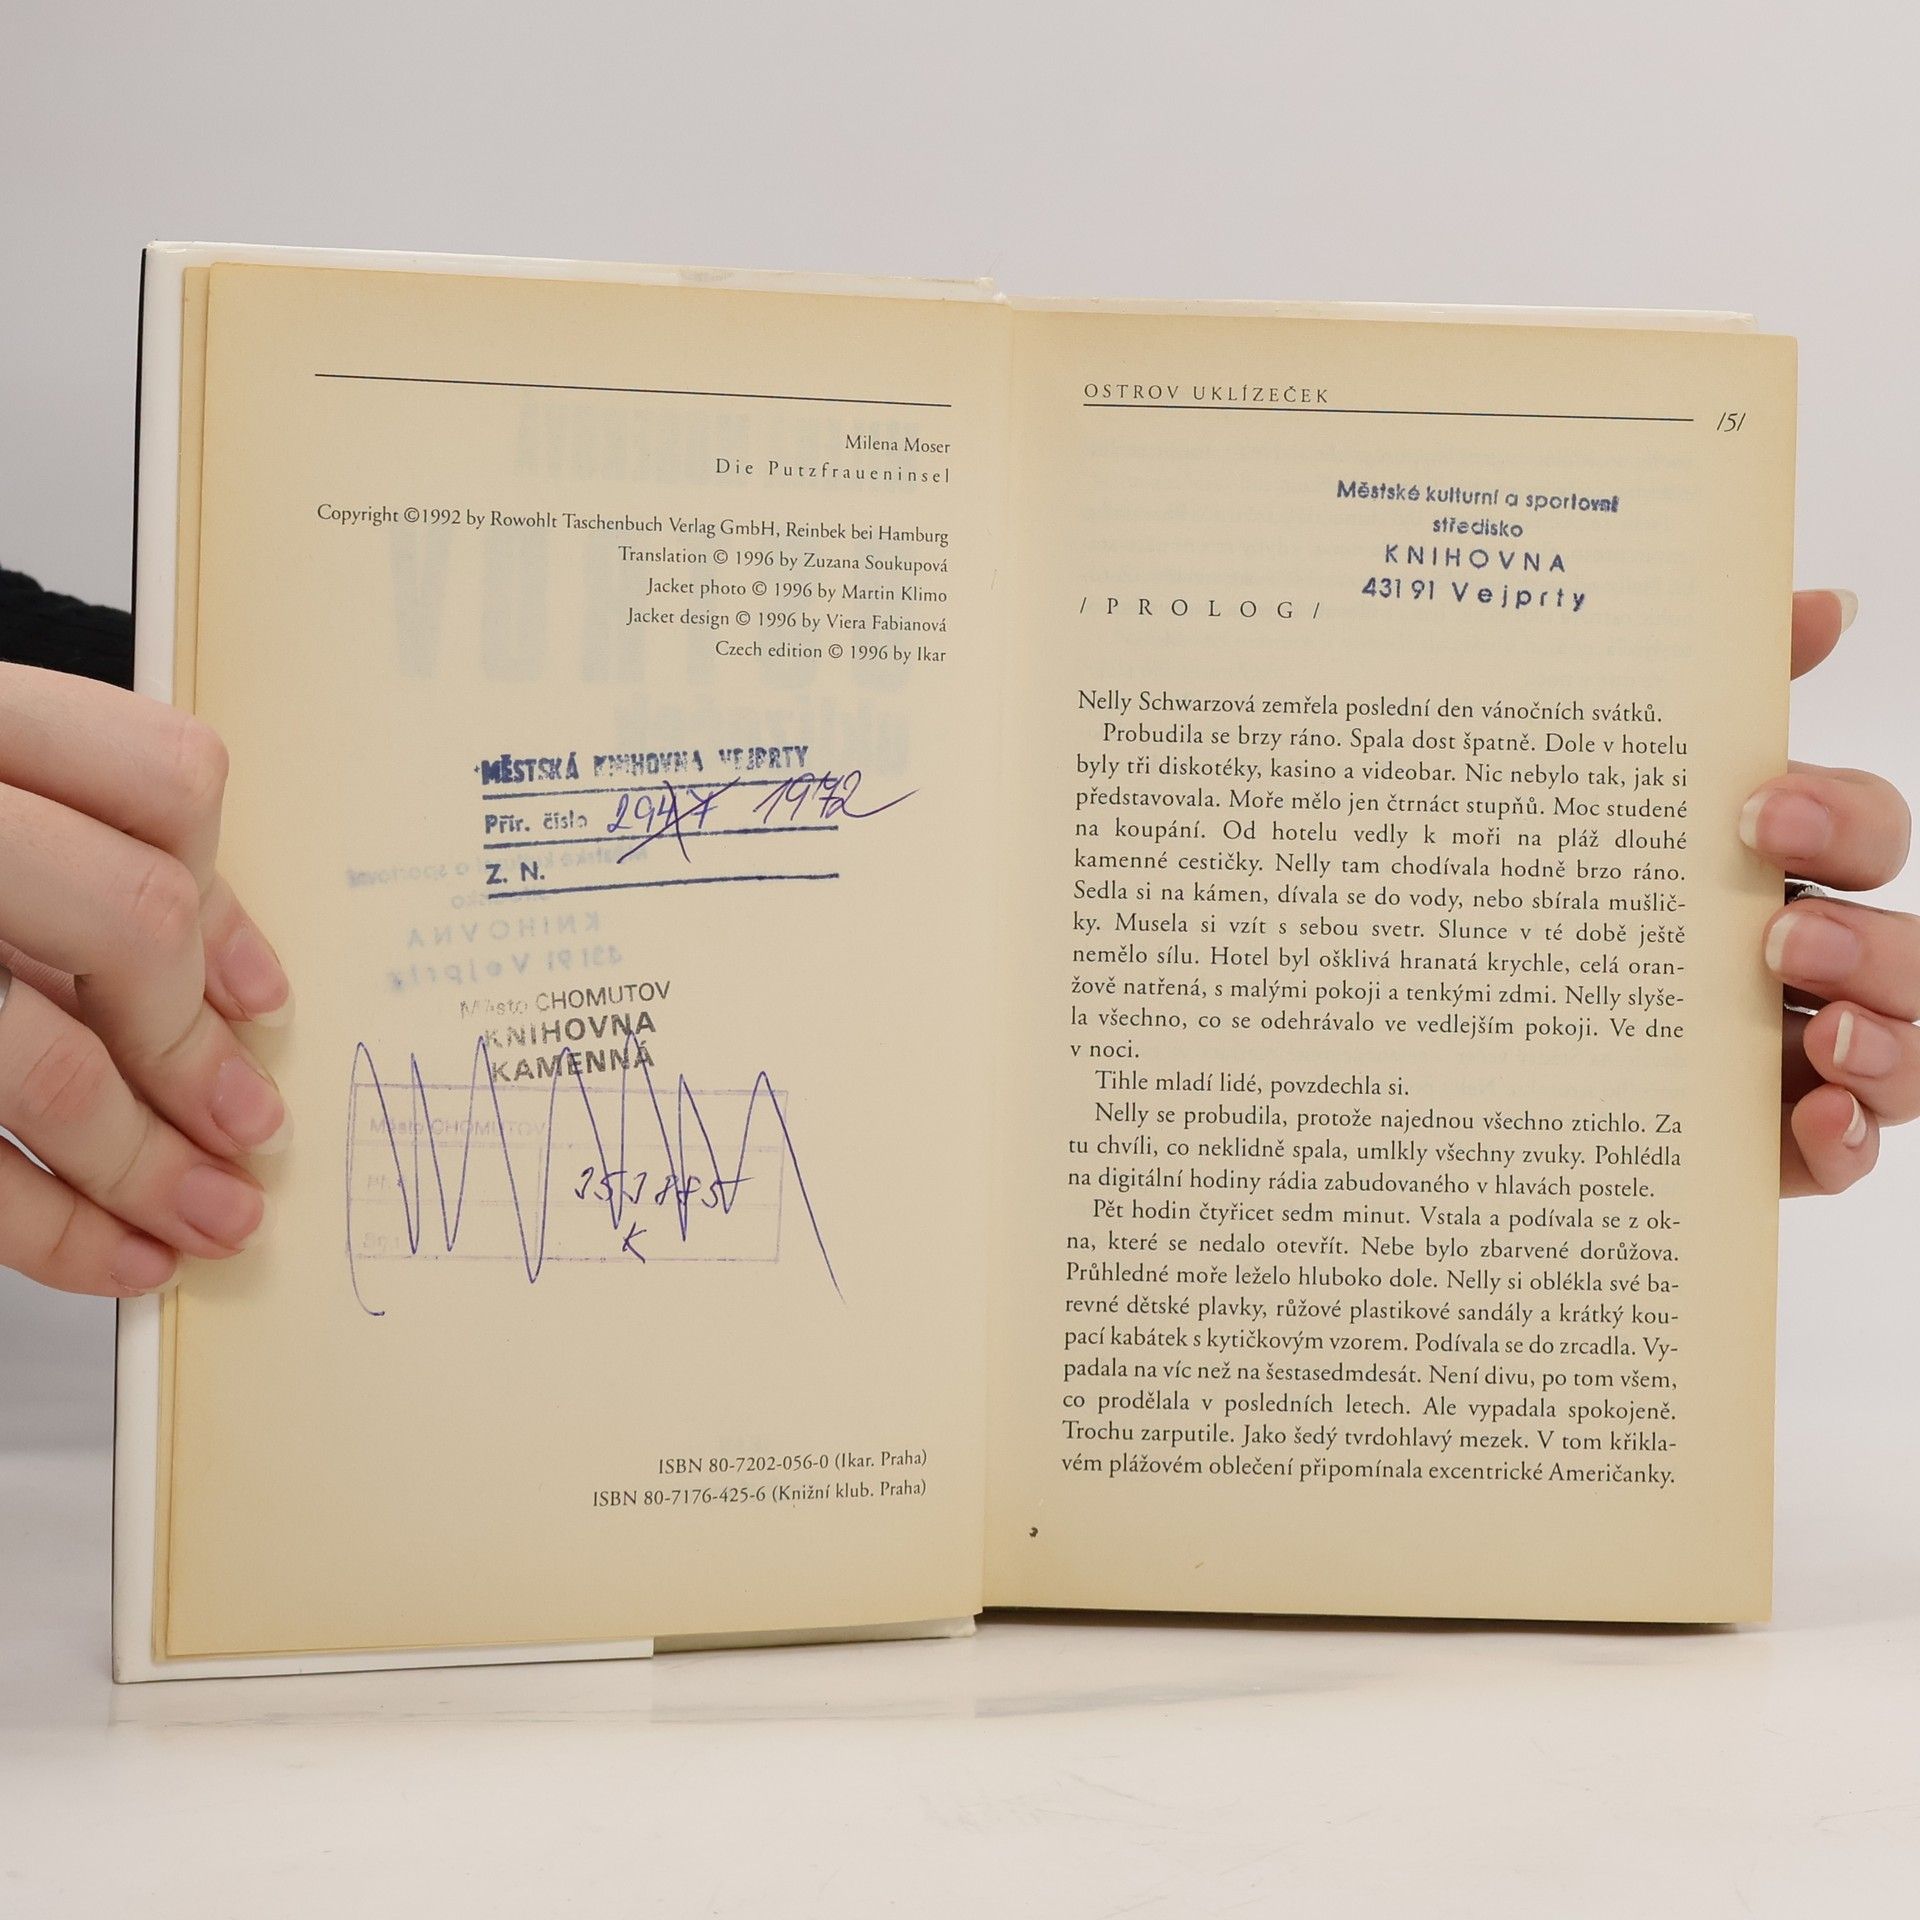 Milena Moser
Die Putzfraueninsel
Copyright ©1992 by Rowohlt Taschenbuch Verlag GmbH, Reinbek bei Hamburg
Translation © 1996 by Zuzana Soukupová
Jacket photo © 1996 by Martin Klimo
Jacket design © 1996 by Viera Fabianová
Czech edition © 1996 by Ikar
MĚSTSKÁ KNIHOVNA VEJPRTY
Přír. číslo 2947 1972
Z. N.
Město CHOMUTOV
KNIHOVNA
KAMENNÁ
Město CHOMUTOV
K
ISBN 80-7202-056-0 (Ikar. Praha)
ISBN 80-7176-425-6 (Knižní klub. Praha)
OSTROV UKLÍZEČEK
/5/
Městské kulturní a sportovní
středisko
KNIHOVNA
431 91 Vejprty
/ P R O L O G /
Nelly Schwarzová zemřela poslední den vánočních svátků.
Probudila se brzy ráno. Spala dost špatně. Dole v hotelu
byly tři diskotéky, kasino a videobar. Nic nebylo tak, jak si
představovala. Moře mělo jen čtrnáct stupňů. Moc studené
na koupání. Od hotelu vedly k moři na pláž dlouhé
kamenné cestičky. Nelly tam chodívala hodně brzo ráno.
Sedla si na kámen, dívala se do vody, nebo sbírala mušlič-
ky. Musela si vzít s sebou svetr. Slunce v té době ještě
nemělo sílu. Hotel byl ošklivá hranatá krychle, celá oran-
žově natřená, s malými pokoji a tenkými zdmi. Nelly slyše-
la všechno, co se odehrávalo ve vedlejším pokoji. Ve dne
v noci.
Tihle mladí lidé, povzdechla si.
Nelly se probudila, protože najednou všechno ztichlo. Za
tu chvíli, co neklidně spala, umlkly všechny zvuky. Pohlédla
na digitální hodiny rádia zabudovaného v hlavách postele.
Pět hodin čtyřicet sedm minut. Vstala a podívala se z ok-
na, které se nedalo otevřít. Nebe bylo zbarvené dorůžova.
Průhledné moře leželo hluboko dole. Nelly si oblékla své ba-
revné dětské plavky, růžové plastikové sandály a krátký kou-
pací kabátek s kytičkovým vzorem. Podívala se do zrcadla. Vy-
padala na víc než na šestasedmdesát. Není divu, po tom všem,
co prodělala v posledních letech. Ale vypadala spokojeně.
Trochu zarputile. Jako šedý tvrdohlavý mezek. V tom křikla-
vém plážovém oblečení připomínala excentrické Američanky.